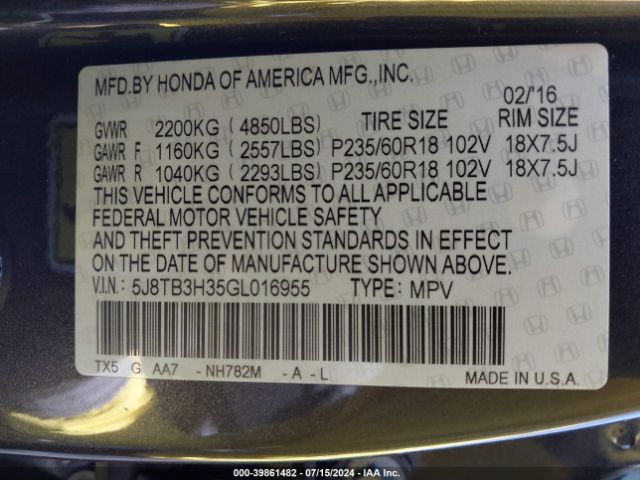 MFD.BY HONDA OF AMERICA MFG.,INC.
02/'16
GVWR 2200KG (4850LBS) TIRE SIZE RIM SIZE
GAWR F 1160KG (2557LBS) P235/60R18 102V 18X7.5J
GAWR R 1040KG (2293LBS) P235/60R18 102V 18X7.5J
THIS VEHICLE CONFORMS TO ALL APPLICABLE
FEDERAL MOTOR VEHICLE SAFETY
AND THEFT PREVENTION STANDARDS IN EFFECT
ON THE DATE OF MANUFACTURE SHOWN ABOVE.
V.I.N.: 5J8TB3H35GL016955 TYPE: MPV
TX5 G AA7 -NH782M -A -L
MADE IN U.S.A.
000-39861482 / 07/15/2024 / IAAI.COM